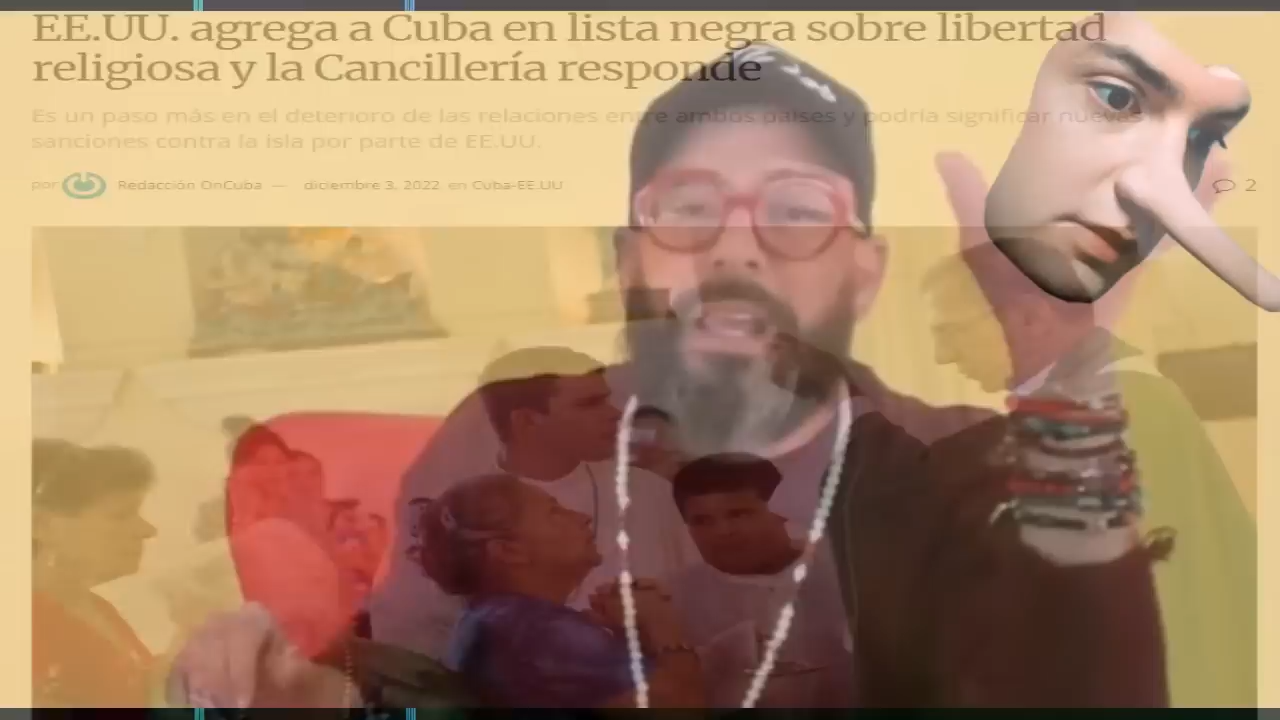 EE.UU. agrega a Cuba en lista negra sobre libertad
religiosa y la Cancillería responde
Es un paso más en el deterioro de las relaciones entre ambos países y podría significar nuevas
sanciones contra la isla por parte de EE.UU.
por Redacción OnCuba — diciembre 3, 2022 en Cuba-EE.UU
2